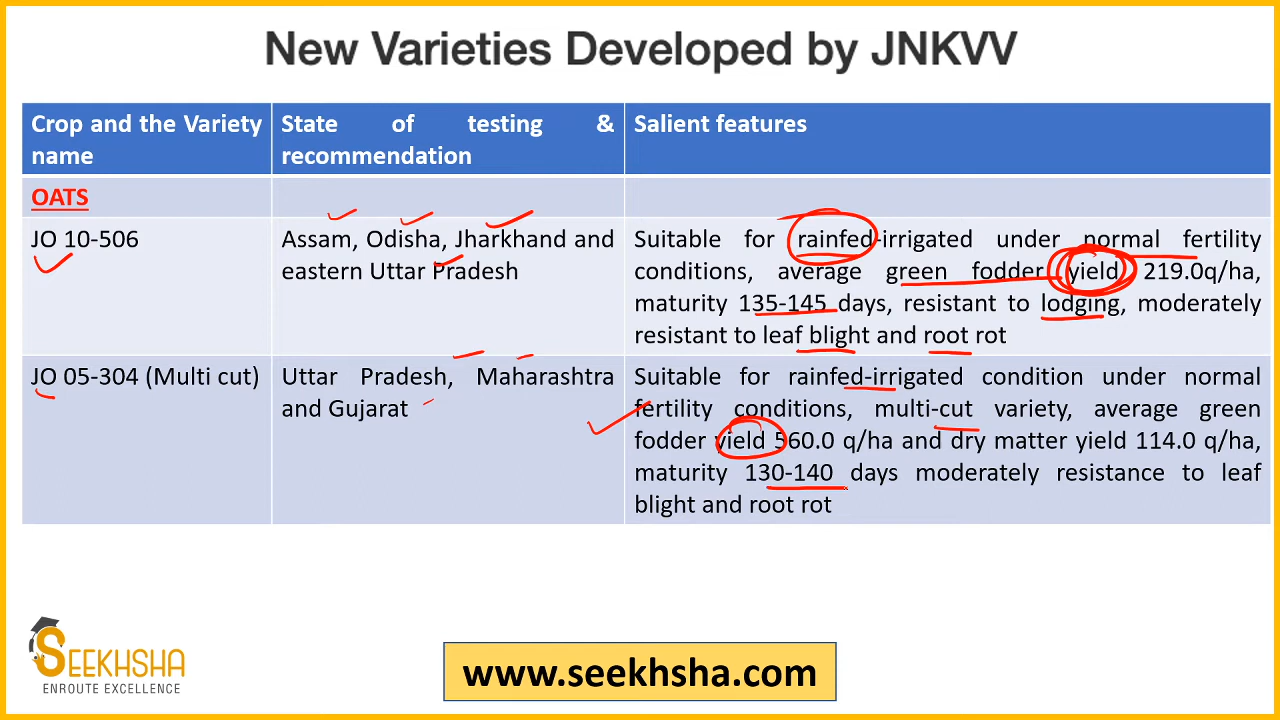 New Varieties Developed by JNKVV
Crop and the Variety name
State of testing & recommendation
Salient features
OATS
JO 10-506
Assam, Odisha, Jharkhand and
eastern Uttar Pradesh
Suitable for rainfed-irrigated under normal fertility
conditions, average green fodder yield 219.0q/ha,
maturity 135-145 days, resistant to lodging, moderately
resistant to leaf blight and root rot
JO 05-304 (Multi cut)
Uttar Pradesh, Maharashtra
and Gujarat
Suitable for rainfed-irrigated condition under normal
fertility conditions, multi-cut variety, average green
fodder yield 560.0 q/ha and dry matter yield 114.0 q/ha,
maturity 130-140 days moderately resistance to leaf
blight and root rot
SEEKHSHA
ENROUTE EXCELLENCE
www.seekhsha.com